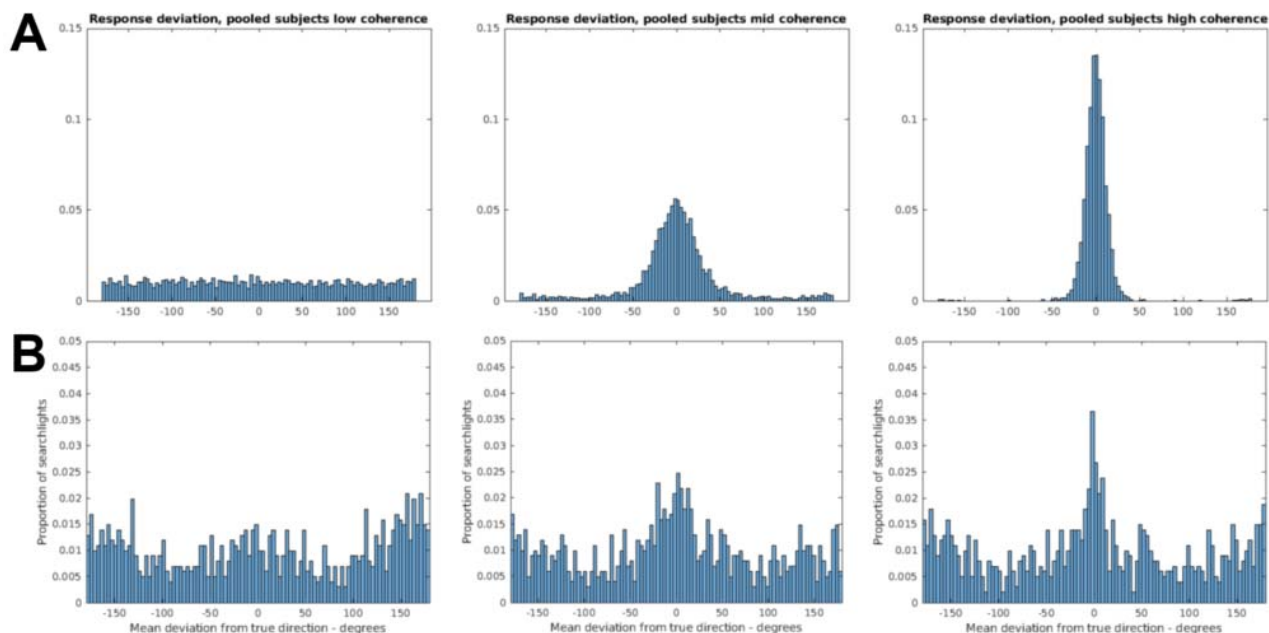 A
Response deviation, pooled subjects low coherence
0.15
0.1
0.05
0
-150 -100 -50 0 50 100 150
Response deviation, pooled subjects mid coherence
0.15
0.1
0.05
0
-150 -100 -50 0 50 100 150
Response deviation, pooled subjects high coherence
0.15
0.1
0.05
0
-150 -100 -50 0 50 100 150
B
Proportion of searchlights
0.05
0.045
0.04
0.035
0.03
0.025
0.02
0.015
0.01
0.005
0
-150 -100 -50 0 50 100 150
Mean deviation from true direction - degrees
Proportion of searchlights
0.05
0.045
0.04
0.035
0.03
0.025
0.02
0.015
0.01
0.005
0
-150 -100 -50 0 50 100 150
Mean deviation from true direction - degrees
Proportion of searchlights
0.05
0.045
0.04
0.035
0.03
0.025
0.02
0.015
0.01
0.005
0
-150 -100 -50 0 50 100 150
Mean deviation from true direction - degrees